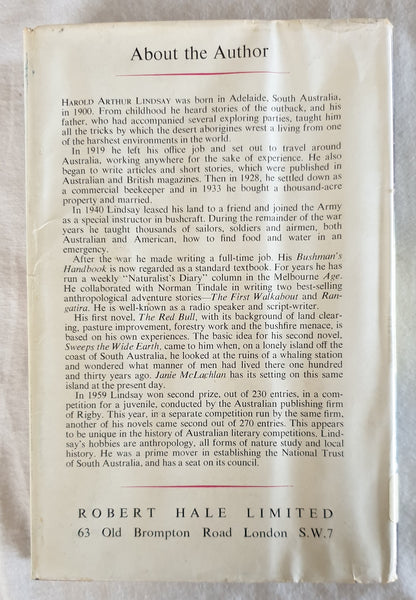 About the Author
HAROLD ARTHUR LINDSAY was born in Adelaide, South Australia,
in 1900. From childhood he heard stories of the outback, and his
father, who had accompanied several exploring parties, taught him
all the tricks by which the desert aborigines wrest a living from one
of the harshest environments in the world.
In 1919 he left his office job and set out to travel around
Australia, working anywhere for the sake of experience. He also
began to write articles and short stories, which were published in
Australian and British magazines. Then in 1928, he settled down as
a commercial beekeeper and in 1933 he bought a thousand-acre
property and married.
In 1940 Lindsay leased his land to a friend and joined the Army
as a special instructor in bushcraft. During the remainder of the war
years he taught thousands of sailors, soldiers and airmen, both
Australian and American, how to find food and water in an
emergency.
After the war he made writing a full-time job. His Bushman's
Handbook is now regarded as a standard textbook. For years he has
run a weekly "Naturalist's Diary" column in the Melbourne Age.
He collaborated with Norman Tindale in writing two best-selling
anthropological adventure stories—The First Walkabout and Ran-
gatira. He is well-known as a radio speaker and script-writer.
His first novel, The Red Bull, with its background of land clear-
ing, pasture improvement, forestry work and the bushfire menace, is
based on his own experiences. The basic idea for his second novel,
Sweeps the Wide Earth, came to him when, on a lonely island off the
coast of South Australia, he looked at the ruins of a whaling station
and wondered what manner of men had lived there one hundred
and thirty years ago. Janie McLachlan has its setting on this same
island at the present day.
In 1959 Lindsay won second prize, out of 230 entries, in a com-
petition for a juvenile, conducted by the Australian publishing firm
of Rigby. This year, in a separate competition run by the same firm,
another of his novels came second out of 270 entries. This appears
to be unique in the history of Australian literary competitions. Lind-
say's hobbies are anthropology, all forms of nature study and local
history. He was a prime mover in establishing the National Trust
of South Australia, and has a seat on its council.
ROBERT HALE LIMITED
63 Old Brompton Road London S.W.7